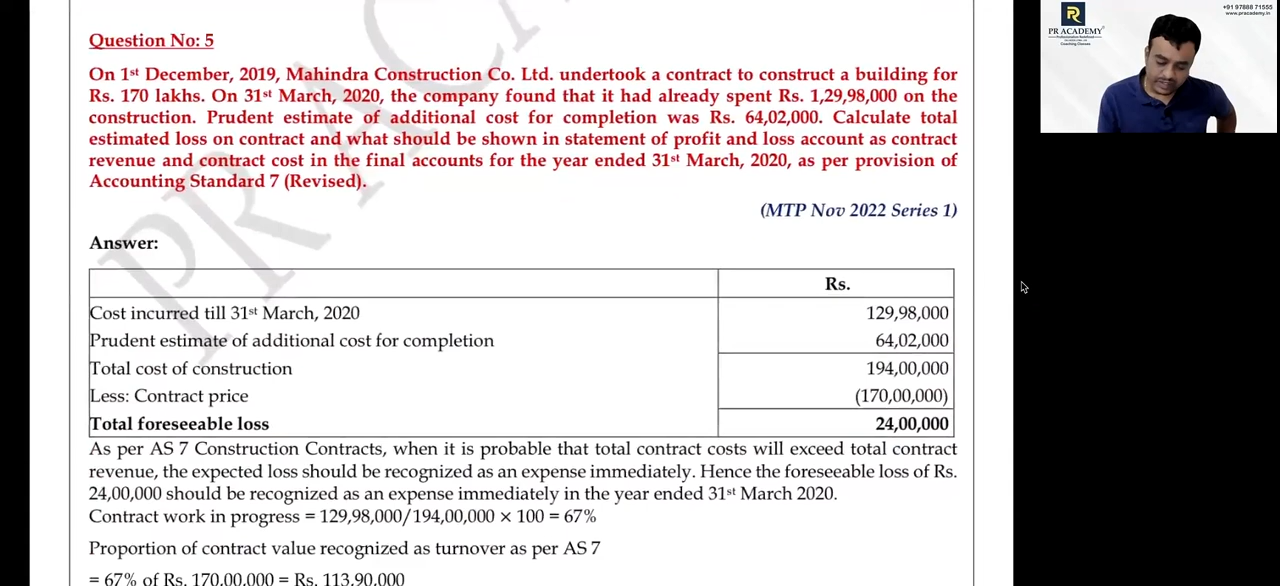 +91 97888 71555
www.pracademy.in
PR ACADEMY
Coaching Classes
Question No: 5
On 1st December, 2019, Mahindra Construction Co. Ltd. undertook a contract to construct a building for
Rs. 170 lakhs. On 31st March, 2020, the company found that it had already spent Rs. 1,29,98,000 on the
construction. Prudent estimate of additional cost for completion was Rs. 64,02,000. Calculate total
estimated loss on contract and what should be shown in statement of profit and loss account as contract
revenue and contract cost in the final accounts for the year ended 31st March, 2020, as per provision of
Accounting Standard 7 (Revised).
(MTP Nov 2022 Series 1)
Answer:
Rs.
Cost incurred till 31st March, 2020 129,98,000
Prudent estimate of additional cost for completion 64,02,000
Total cost of construction 194,00,000
Less: Contract price (170,00,000)
Total foreseeable loss 24,00,000
As per AS 7 Construction Contracts, when it is probable that total contract costs will exceed total contract
revenue, the expected loss should be recognized as an expense immediately. Hence the foreseeable loss of Rs.
24,00,000 should be recognized as an expense immediately in the year ended 31st March 2020.
Contract work in progress = 129,98,000/194,00,000 × 100 = 67%
Proportion of contract value recognized as turnover as per AS 7
= 67% of Rs. 170,00,000 = Rs. 113,90,000
PR ACA